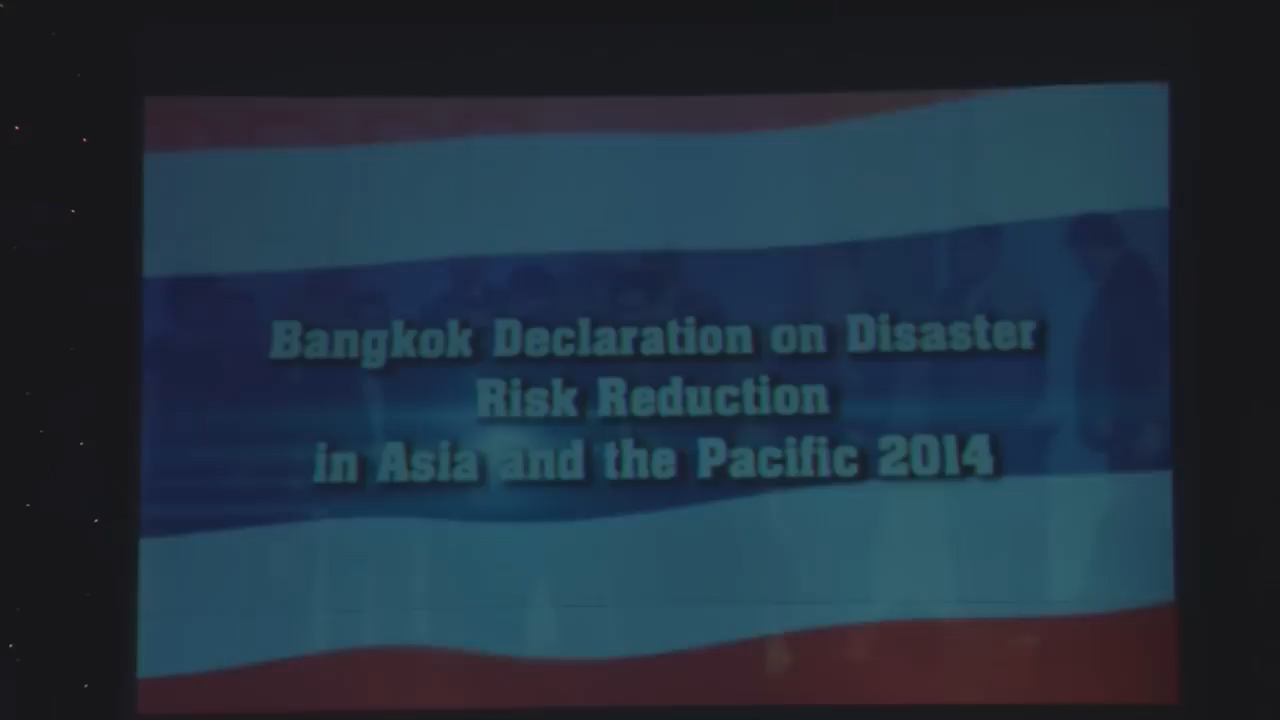 Bangkok Declaration on Disaster
Risk Reduction
in Asia and the Pacific 2014